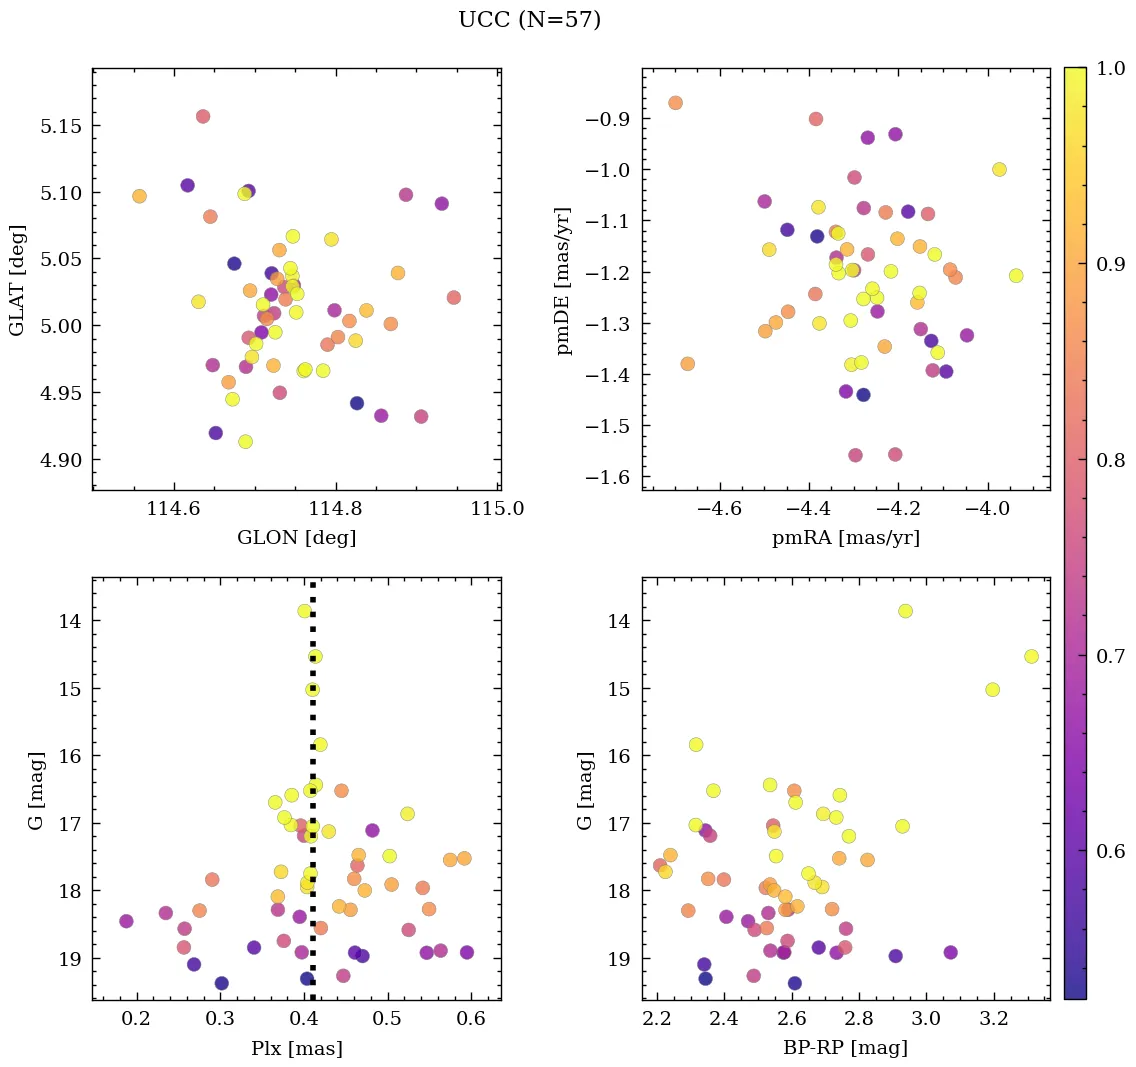 UCC (N=57)
5.15
5.10
5.05
5.00
4.95
4.90
GLAT [deg]
114.6 114.8 115.0
GLON [deg]
−0.9
−1.0
−1.1
−1.2
−1.3
−1.4
−1.5
−1.6
pmDE [mas/yr]
−4.6 −4.4 −4.2 −4.0
pmRA [mas/yr]
1.0
0.9
0.8
0.7
0.6
14
15
16
17
18
19
G [mag]
0.2 0.3 0.4 0.5 0.6
Plx [mas]
14
15
16
17
18
19
G [mag]
2.2 2.4 2.6 2.8 3.0 3.2
BP-RP [mag]